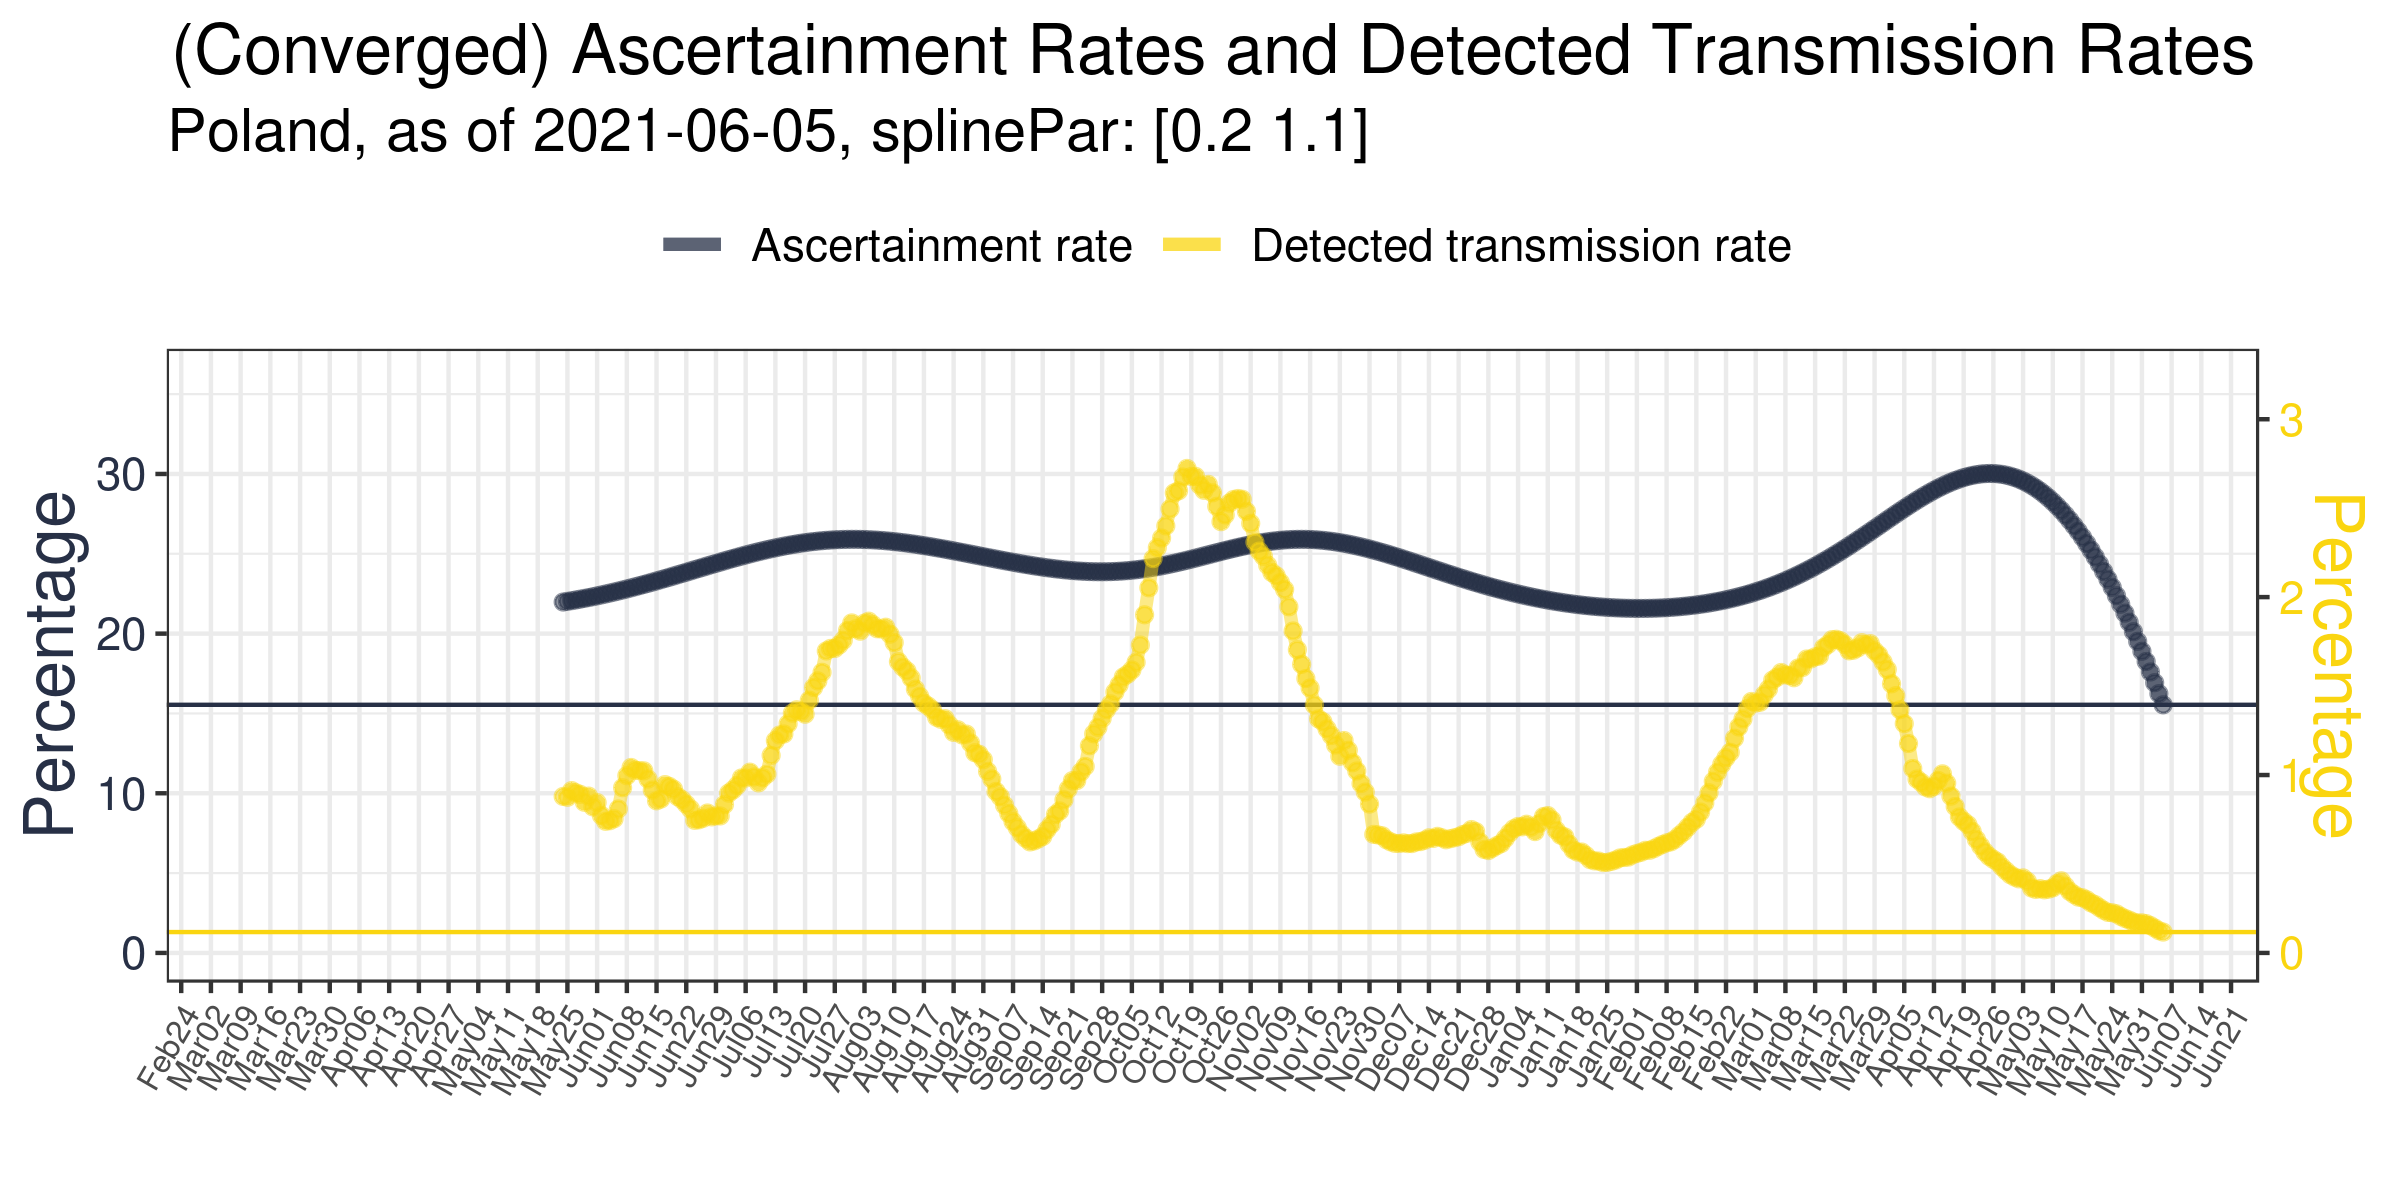 (Converged) Ascertainment Rates and Detected Transmission Rates
Poland, as of 2021-06-05, splinePar: [0.2 1.1]
Ascertainment rate
Detected transmission rate
Percentage
30
20
10
0
3
2
1
0
Percentage
Feb24
Mar02
Mar09
Mar16
Mar23
Mar30
Apr06
Apr13
Apr20
Apr27
May04
May11
May18
May25
Jun01
Jun08
Jun15
Jun22
Jun29
Jul06
Jul13
Jul20
Jul27
Aug03
Aug10
Aug17
Aug24
Aug31
Sep07
Sep14
Sep21
Sep28
Oct05
Oct12
Oct19
Oct26
Nov02
Nov09
Nov16
Nov23
Nov30
Dec07
Dec14
Dec21
Dec28
Jan04
Jan11
Jan18
Jan25
Feb01
Feb08
Feb15
Feb22
Mar01
Mar08
Mar15
Mar22
Mar29
Apr05
Apr12
Apr19
Apr26
May03
May10
May17
May24
May31
Jun07
Jun14
Jun21